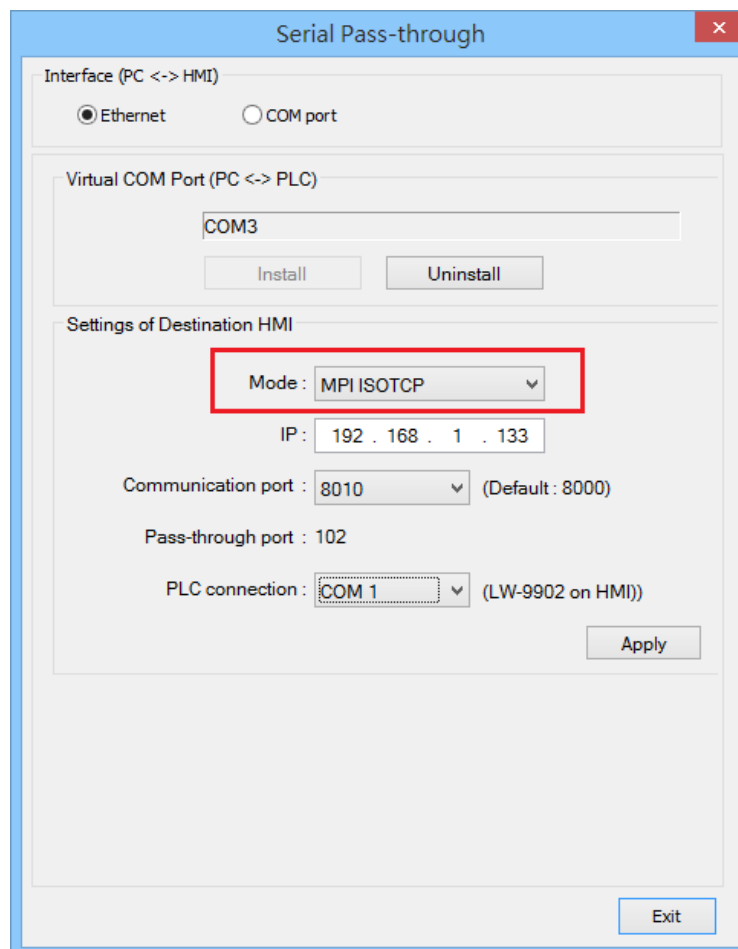 Serial Pass-through
Interface (PC <-> HMI)
Ethernet COM port
Virtual COM Port (PC <-> PLC)
COM3
Install Uninstall
Settings of Destination HMI
Mode : MPI ISOTCP
IP : 192 . 168 . 1 . 133
Communication port : 8010 (Default : 8000)
Pass-through port : 102
PLC connection : COM 1 (LW-9902 on HMI))
Apply
Exit